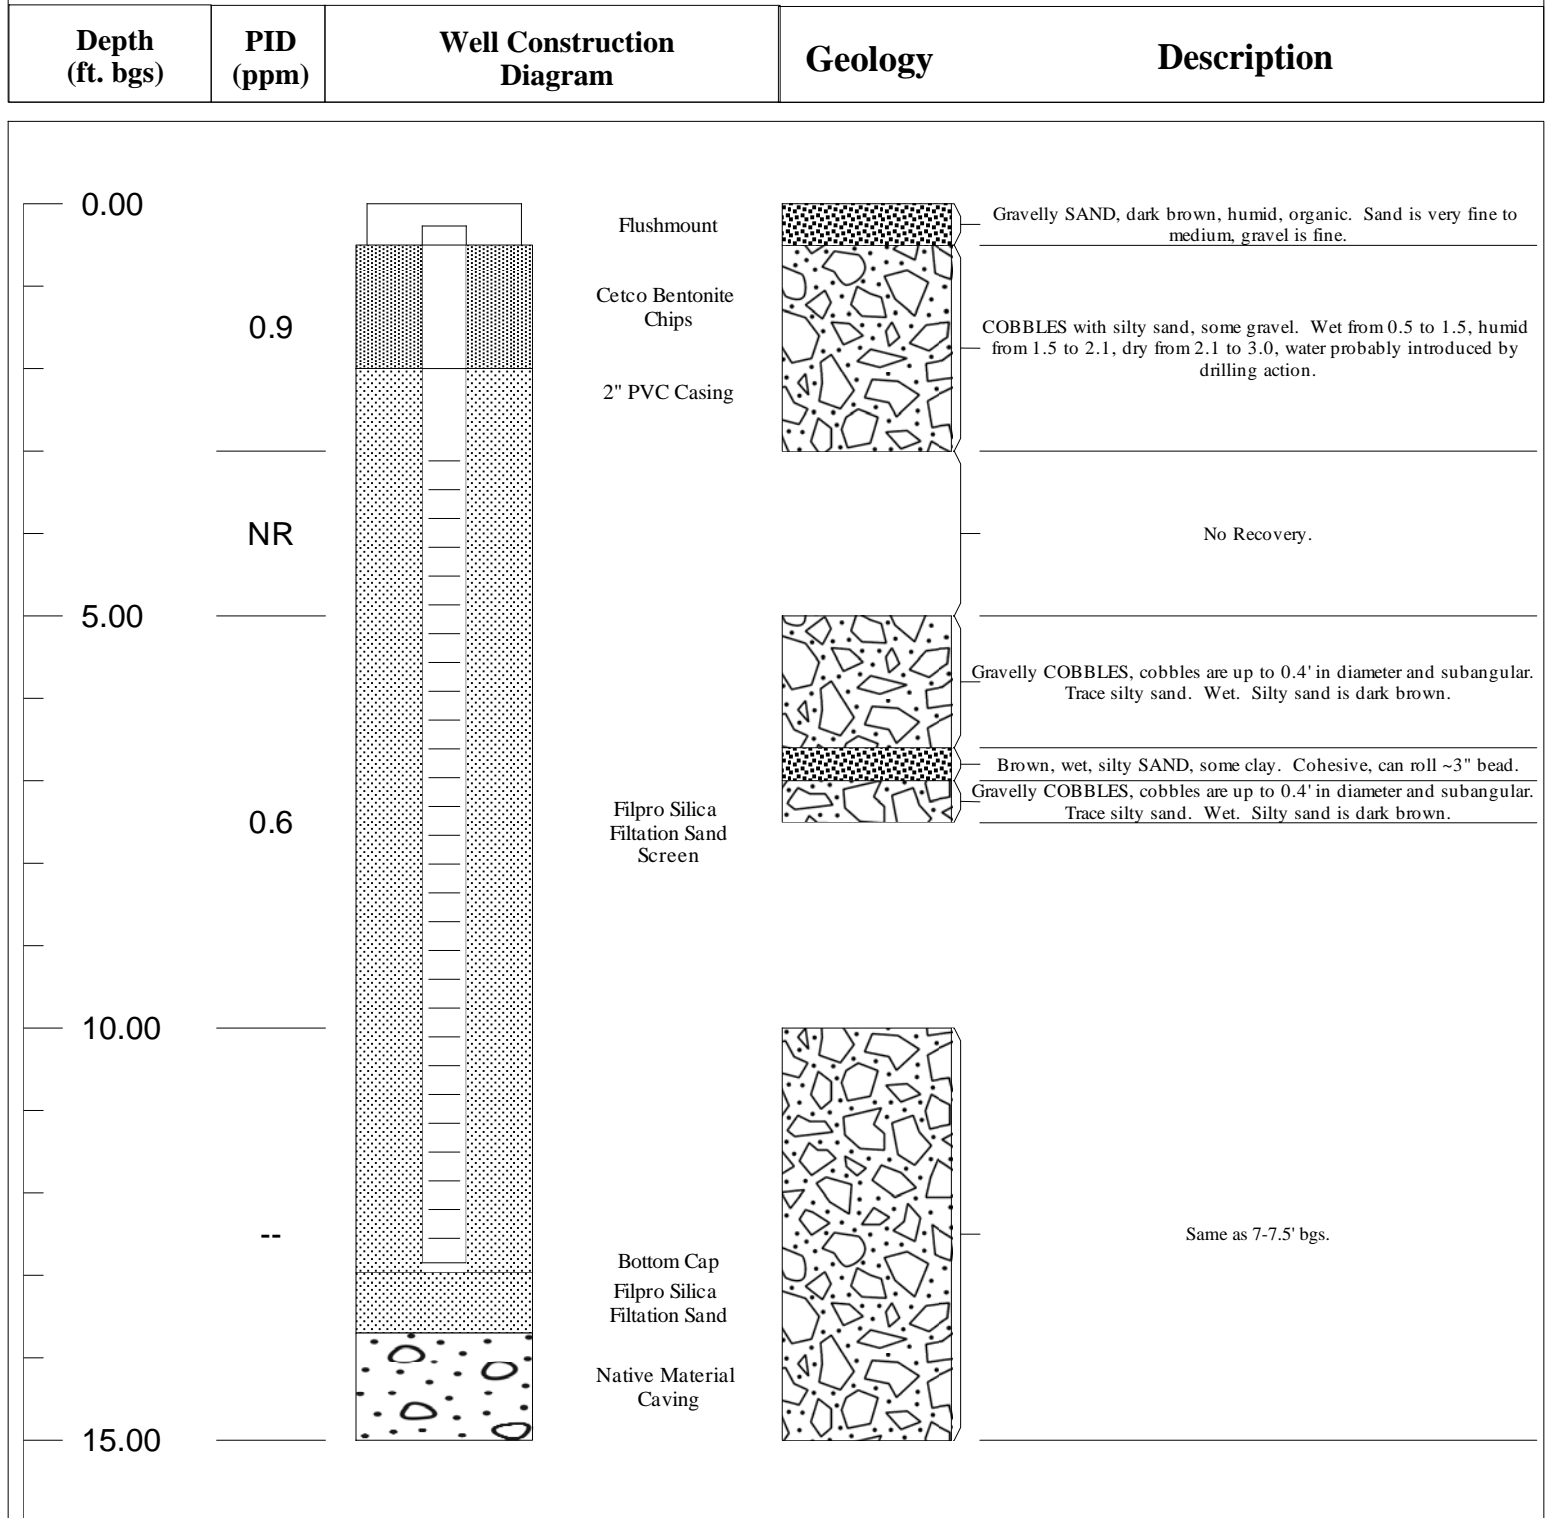 Depth
(ft. bgs)
PID
(ppm)
Well Construction
Diagram
Geology
Description
0.00
Flushmount
Gravelly SAND, dark brown, humid, organic. Sand is very fine to
medium, gravel is fine.
Cetco Bentonite
Chips
0.9
COBBLES with silty sand, some gravel. Wet from 0.5 to 1.5, humid
from 1.5 to 2.1, dry from 2.1 to 3.0, water probably introduced by
drilling action.
2" PVC Casing
NR
No Recovery.
5.00
Gravelly COBBLES, cobbles are up to 0.4' in diameter and subangular.
Trace silty sand. Wet. Silty sand is dark brown.
Brown, wet, silty SAND, some clay. Cohesive, can roll ~3" bead.
Gravelly COBBLES, cobbles are up to 0.4' in diameter and subangular.
Trace silty sand. Wet. Silty sand is dark brown.
0.6
Filpro Silica
Filtation Sand
Screen
10.00
--
Same as 7-7.5' bgs.
Bottom Cap
Filpro Silica
Filtation Sand
Native Material
Caving
15.00